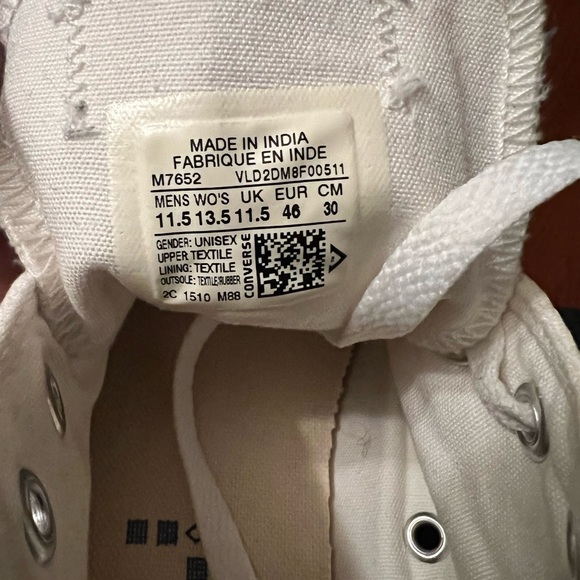 MADE IN INDIA
FABRIQUE EN INDE
M7652 VLD2DM8F00511
MENS WO'S UK EUR CM
11.5 13.5 11.5 46 30
GENDER: UNISEX
UPPER: TEXTILE
LINING: TEXTILE
OUTSOLE: TEXTILE/RUBBER
2C 1510 M88
CONVERSE